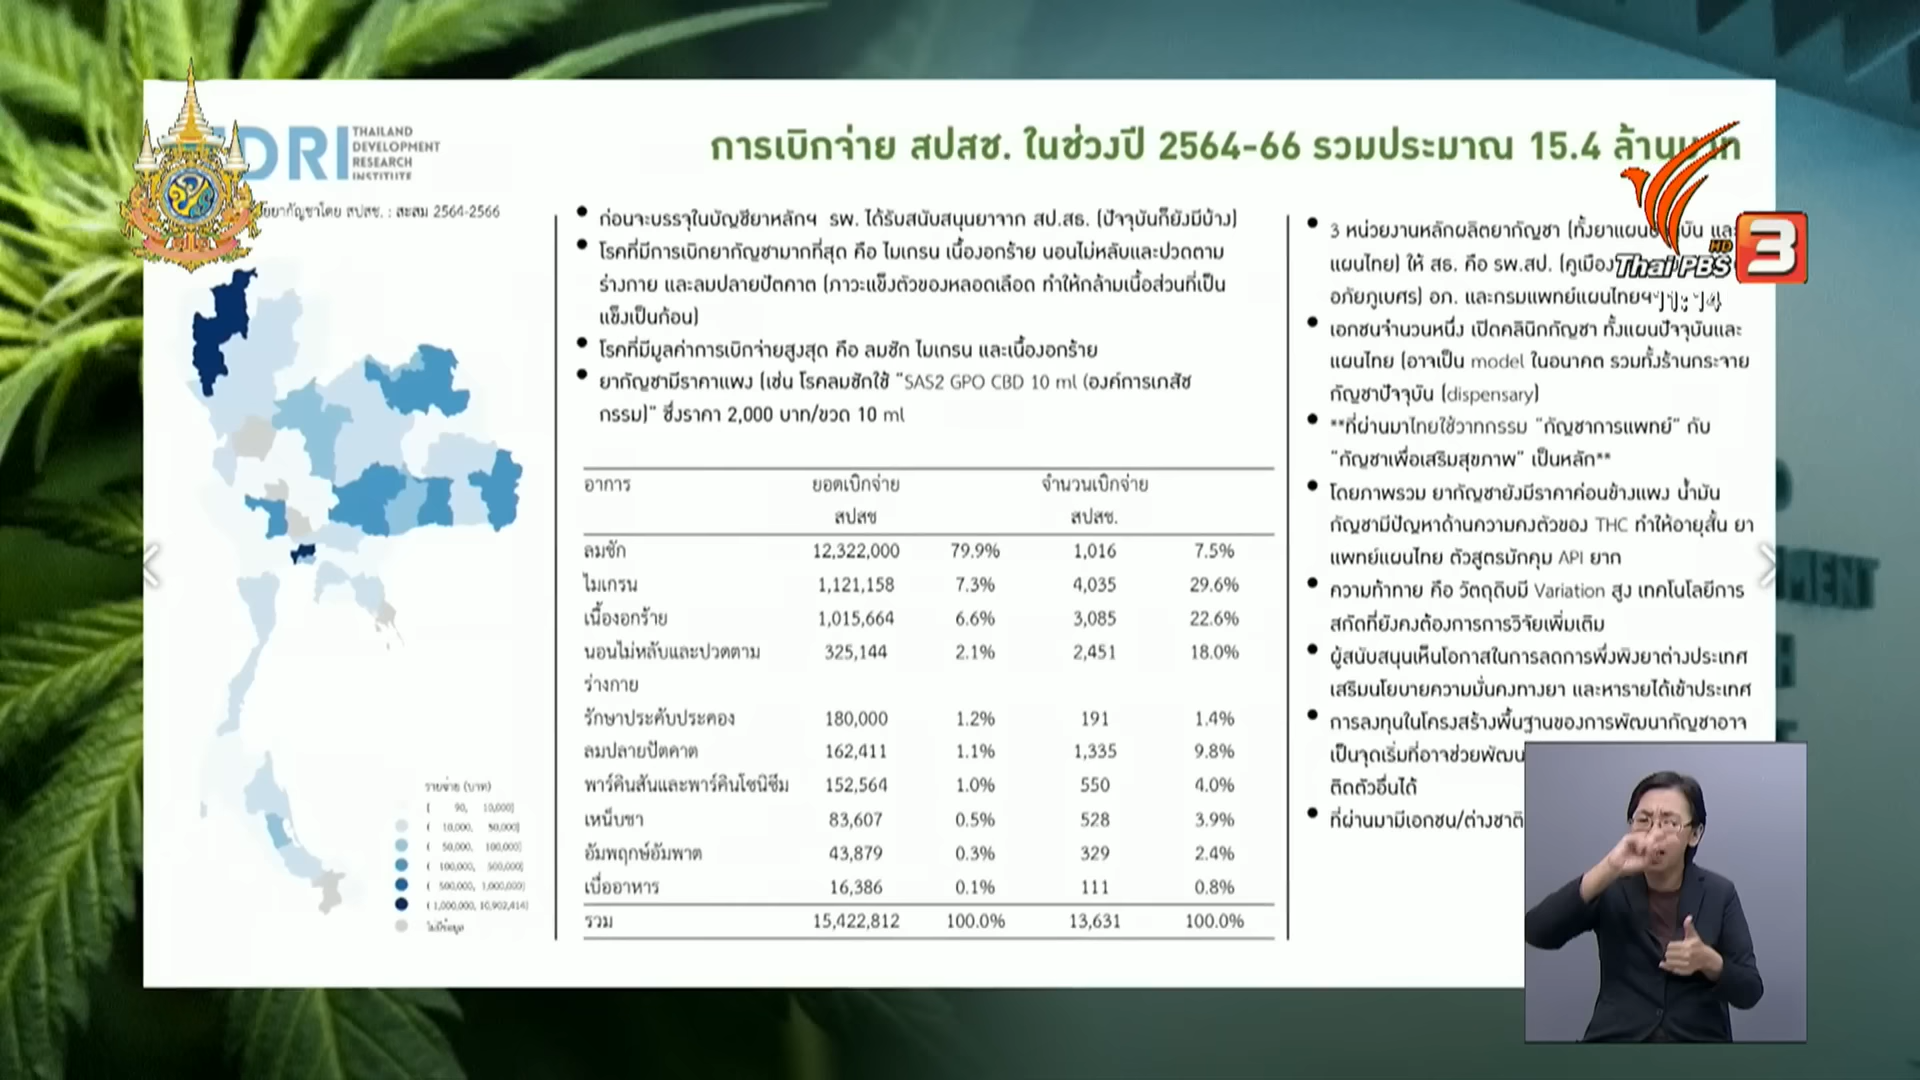 DRI
THAILAND
DEVELOPMENT
RESEARCH
INSTITUTE
การเบิกจ่าย สปสช. ในช่วงปี 2564-66 รวมประมาณ 15.4 ล้านบาท
ยากัญชาโดย สปสช. : สะสม 2564-2566
รายจ่าย (บาท)
[ 90, 10,000]
( 10,000, 50,000]
( 50,000, 100,000]
( 100,000, 500,000]
( 500,000, 1,000,000]
( 1,000,000, 10,902,414]
ไม่มีข้อมูล
ก่อนจะบรรจุในบัญชียาหลักฯ รพ. ได้รับสนับสนุนยาจาก สป.สธ. (ปัจจุบันก็ยังมีบ้าง)
โรคที่มีการเบิกยากัญชามากที่สุด คือ ไมเกรน เนื้องอกร้าย นอนไม่หลับและปวดตาม
ร่างกาย และลมปลายปัตคาต (ภาวะแข็งตัวของหลอดเลือด ทำให้กล้ามเนื้อส่วนที่เป็น
แข็งเป็นก้อน)
โรคที่มีมูลค่าการเบิกจ่ายสูงสุด คือ ลมชัก ไมเกรน และเนื้องอกร้าย
ยากัญชามีราคาแพง (เช่น โรคลมชักใช้ "SAS2 GPO CBD 10 ml (องค์การเภสัช
กรรม)" ซึ่งราคา 2,000 บาท/ขวด 10 ml
อาการ ยอดเบิกจ่าย จำนวนเบิกจ่าย
สปสช สปสช.
ลมชัก 12,322,000 79.9% 1,016 7.5%
ไมเกรน 1,121,158 7.3% 4,035 29.6%
เนื้องอกร้าย 1,015,664 6.6% 3,085 22.6%
นอนไม่หลับและปวดตาม 325,144 2.1% 2,451 18.0%
ร่างกาย
รักษาประคับประคอง 180,000 1.2% 191 1.4%
ลมปลายปัตคาต 162,411 1.1% 1,335 9.8%
พาร์คินสันและพาร์คินโซนิซึม 152,564 1.0% 550 4.0%
เหน็บชา 83,607 0.5% 528 3.9%
อัมพฤกษ์อัมพาต 43,879 0.3% 329 2.4%
เบื่ออาหาร 16,386 0.1% 111 0.8%
รวม 15,422,812 100.0% 13,631 100.0%
3 หน่วยงานหลักผลิตยากัญชา (ทั้งยาแผนปัจจุบัน และ
แผนไทย) ให้ สธ. คือ รพ.สป. (คูเมือง
อภัยภูเบศร) อภ. และกรมแพทย์แผนไทยฯ
เอกชนจำนวนหนึ่ง เปิดคลินิกกัญชา ทั้งแผนปัจจุบันและ
แผนไทย (อาจเป็น model ในอนาคต รวมทั้งร้านกระจาย
กัญชาปัจจุบัน (dispensary)
**ที่ผ่านมาไทยใช้วาทกรรม "กัญชาการแพทย์" กับ
"กัญชาเพื่อเสริมสุขภาพ" เป็นหลัก**
โดยภาพรวม ยากัญชายังมีราคาค่อนข้างแพง น้ำมัน
กัญชามีปัญหาด้านความคงตัวของ THC ทำให้อายุสั้น ยา
แพทย์แผนไทย ตัวสูตรมักคุม API ยาก
ความท้าทาย คือ วัตถุดิบมี Variation สูง เทคโนโลยีการ
สกัดที่ยังคงต้องการการวิจัยเพิ่มเติม
ผู้สนับสนุนเห็นโอกาสในการลดการพึ่งพิงยาต่างประเทศ
เสริมนโยบายความมั่นคงทางยา และหารายได้เข้าประเทศ
การลงทุนในโครงสร้างพื้นฐานของการพัฒนากัญชาอาจ
เป็นจุดเริ่มที่อาจช่วยพัฒน
ติดตัวอื่นได้
ที่ผ่านมามีเอกชน/ต่างชาติ
HD
Thai PBS
3